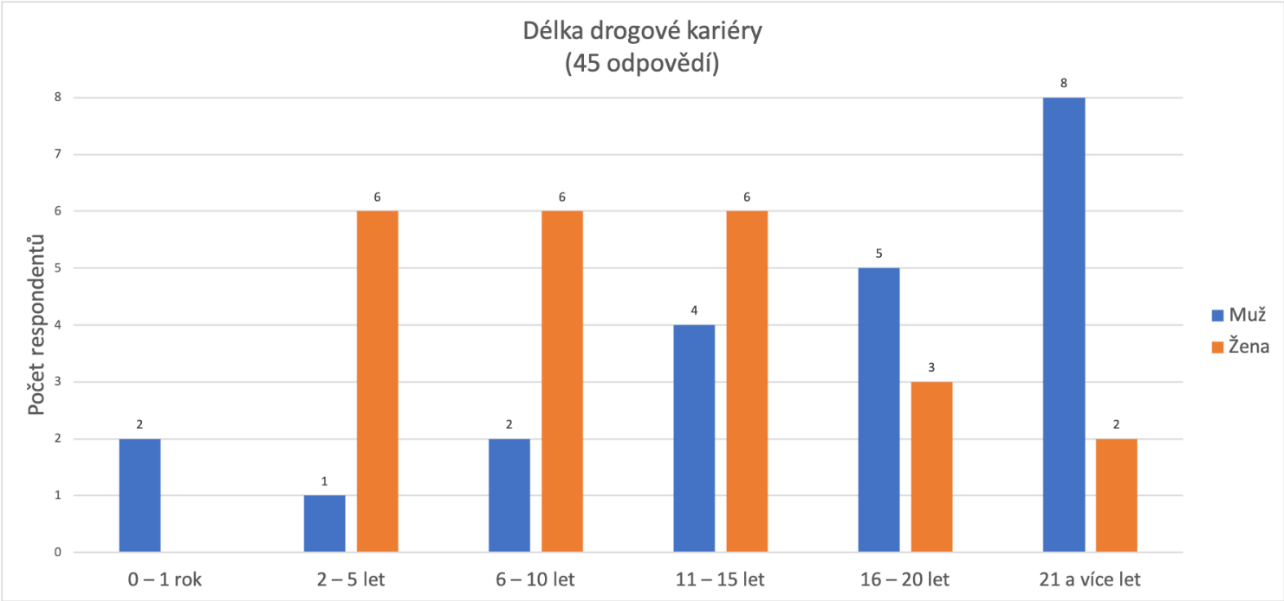 Délka drogové kariéry
(45 odpovědí)
Počet respondentů
8
7
6
5
4
3
2
1
0
2
1
6
2
6
4
6
5
3
8
2
0 – 1 rok
2 – 5 let
6 – 10 let
11 – 15 let
16 – 20 let
21 a více let
Muž
Žena